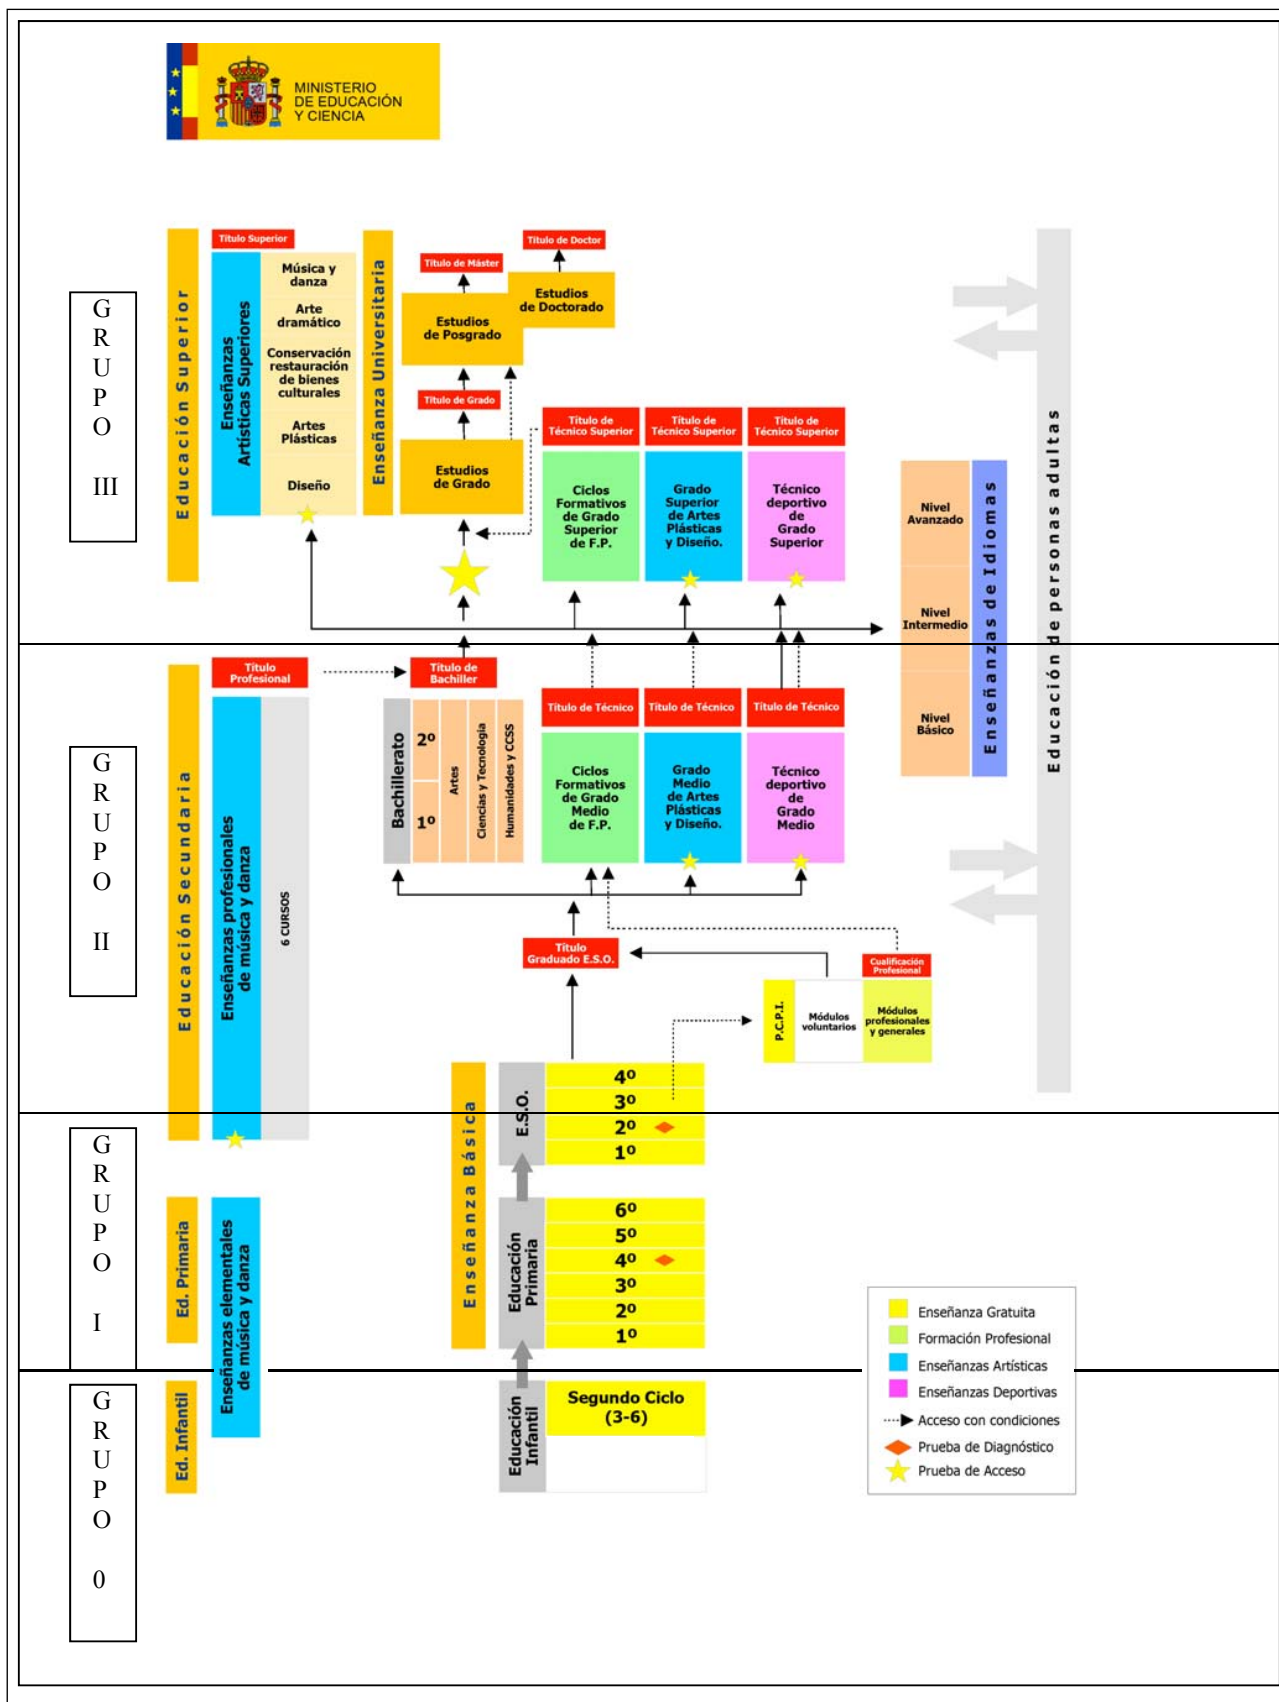 MINISTERIO
DE EDUCACIÓN
Y CIENCIA
G
R
U
P
O
III
Educación Superior
Título Superior
Enseñanzas
Artísticas Superiores
Música y
danza
Arte
dramático
Conservación
restauración
de bienes
culturales
Artes
Plásticas
Diseño
Enseñanza Universitaria
Título de Doctor
Título de Máster
Estudios
de Doctorado
Estudios
de Posgrado
Título de Grado
Estudios
de Grado
Título de
Técnico Superior
Título de
Técnico Superior
Título de
Técnico Superior
Ciclos
Formativos
de Grado
Superior
de F.P.
Grado
Superior
de Artes
Plásticas
y Diseño.
Técnico
deportivo
de
Grado
Superior
Nivel
Avanzado
Nivel
Intermedio
Nivel
Básico
Enseñanzas de Idiomas
Educación de personas adultas
G
R
U
P
O
II
Educación Secundaria
Título
Profesional
Enseñanzas profesionales
de música y danza
6 CURSOS
Título de
Bachiller
Bachillerato
2º
1º
Artes
Ciencias y Tecnología
Humanidades y CCSS
Título de Técnico
Título de Técnico
Título de Técnico
Ciclos
Formativos
de Grado
Medio
de F.P.
Grado
Medio
de Artes
Plásticas
y Diseño.
Técnico
deportivo
de
Grado
Medio
Título
Graduado E.S.O.
Cualificación
Profesional
P.C.P.I.
Módulos
voluntarios
Módulos
profesionales
y generales
Enseñanza Básica
E.S.O.
4º
3º
2º
1º
G
R
U
P
O
I
Ed. Primaria
Enseñanzas elementales
de música y danza
Educación
Primaria
6º
5º
4º
3º
2º
1º
Enseñanza Gratuita
Formación Profesional
Enseñanzas Artísticas
Enseñanzas Deportivas
Acceso con condiciones
Prueba de Diagnóstico
Prueba de Acceso
G
R
U
P
O
0
Ed. Infantil
Educación
Infantil
Segundo Ciclo
(3-6)